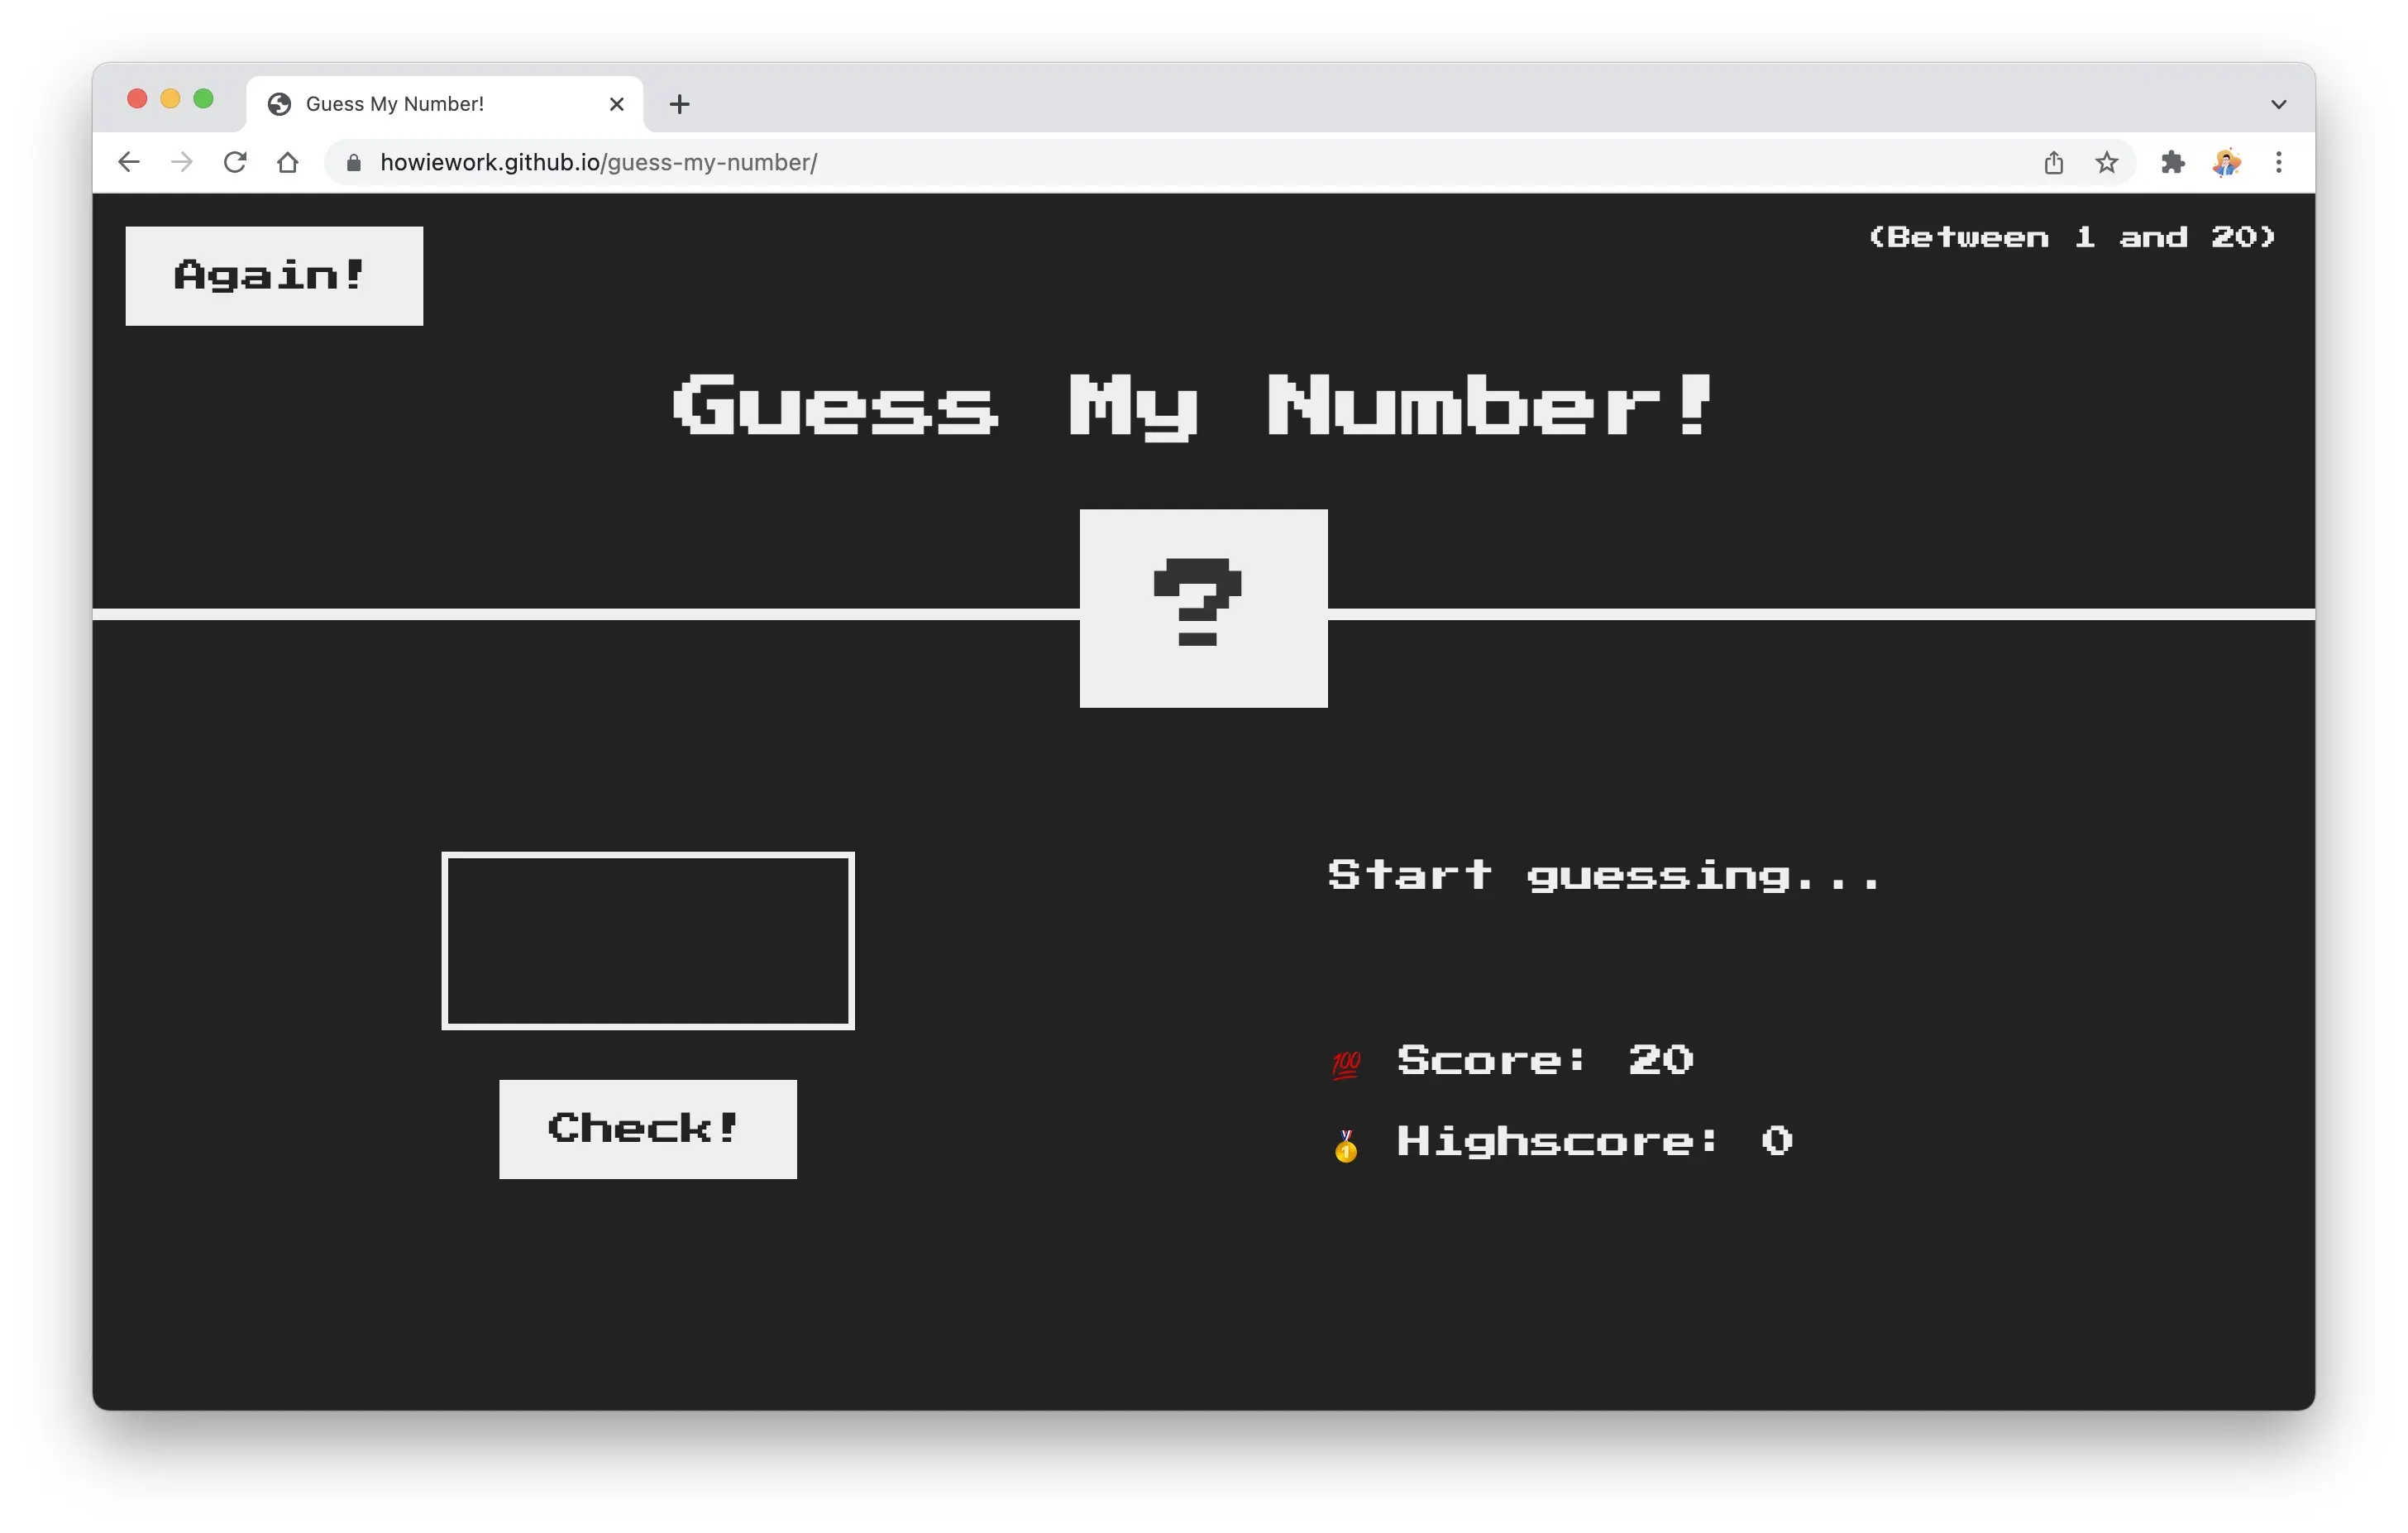 Guess My Number!
howiework.github.io/guess-my-number/
Again!
(Between 1 and 20)
Guess My Number!
?
Start guessing...
💯 Score: 20
🥇 Highscore: 0
Check!